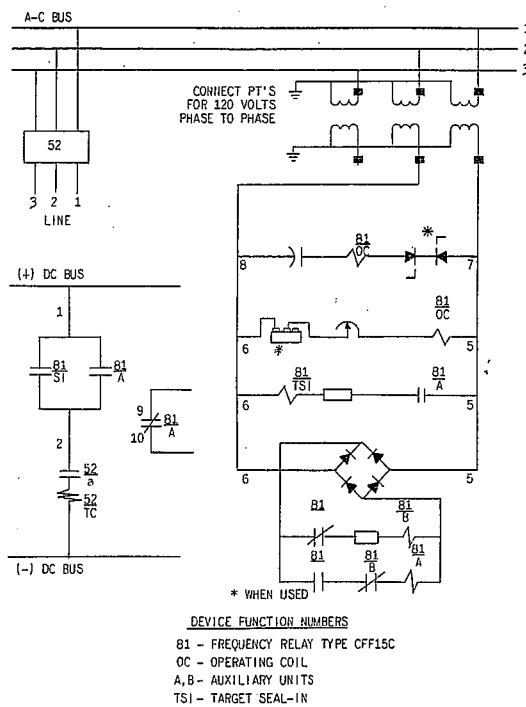 A-C BUS
1
2
3
CONNECT PT'S
FOR 120 VOLTS
PHASE TO PHASE
52
3 2 1
LINE
81
OC
*
8
7
(+) DC BUS
1
81
OC
6
*
5
81
SI
81
A
81
TSI
81
A
6
5
9
10
81
A
2
52
a
52
TC
6
5
81
81
B
81
81
B
81
A
(-) DC BUS
* WHEN USED
DEVICE FUNCTION NUMBERS
81 - FREQUENCY RELAY TYPE CFF15C
OC - OPERATING COIL
A,B- AUXILIARY UNITS
TSI - TARGET SEAL-IN